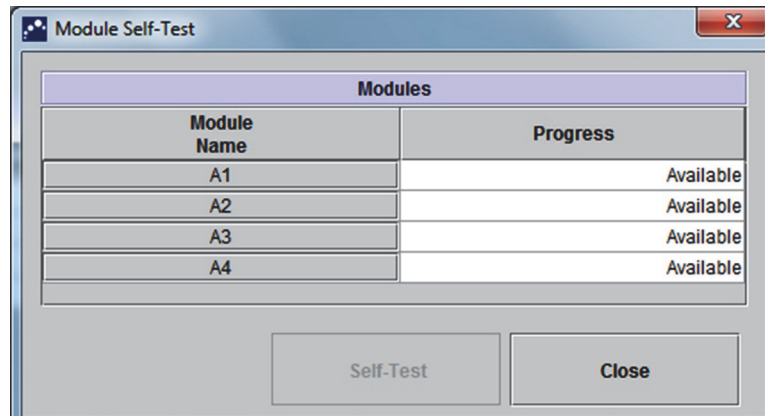 Module Self-Test
Modules
Module
Name
Progress
A1 Available
A2 Available
A3 Available
A4 Available
Self-Test Close